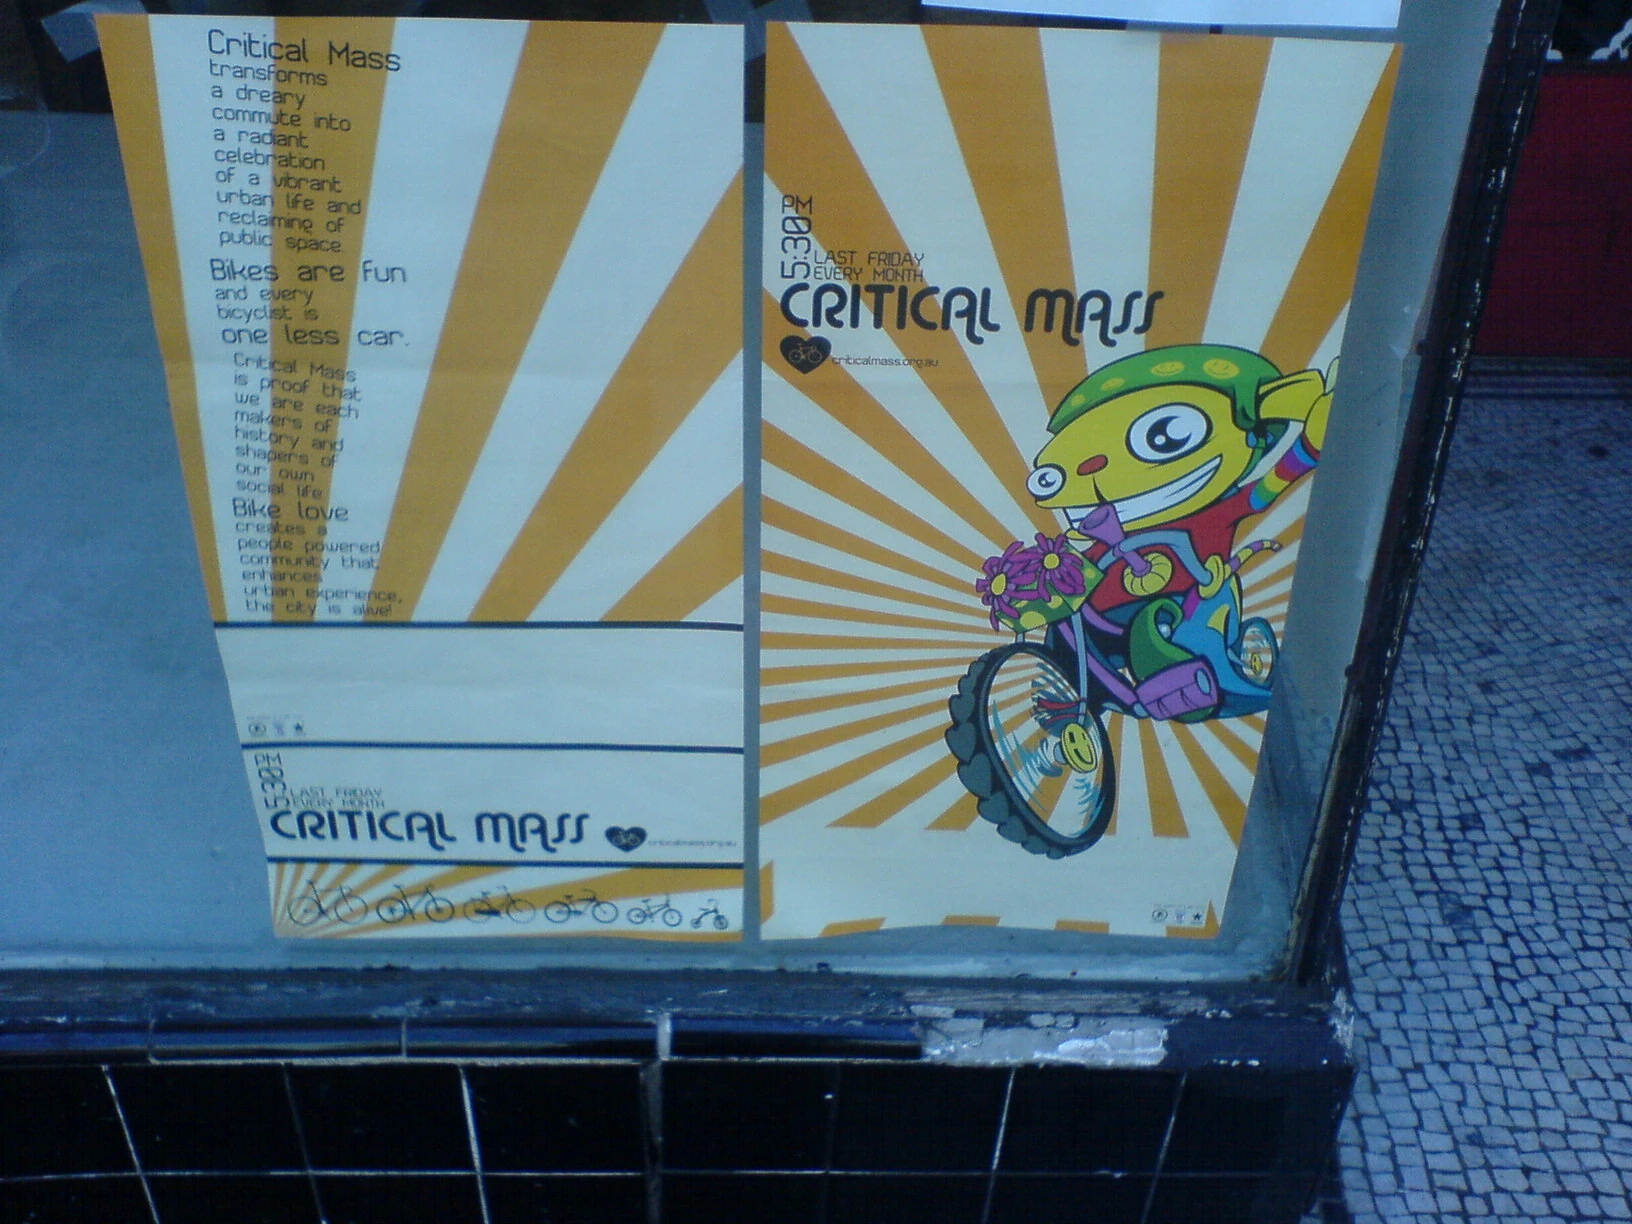 Critical Mass
transforms
a dreary
commute into
a radiant
celebration
of a vibrant
urban life and
reclaiming of
public space.
Bikes are fun
and every
bicyclist is
one less car.
Critical Mass
is proof that
we are each
makers of
history and
shapers of
our own
social life
Bike love
creates a
people powered
community that
enhances
urban experience,
the city is alive!
5:30PM
LAST FRIDAY
EVERY MONTH
CRITICAL MASS
criticalmass.org.au
5:30PM
LAST FRIDAY
EVERY MONTH
CRITICAL MASS
criticalmass.org.au